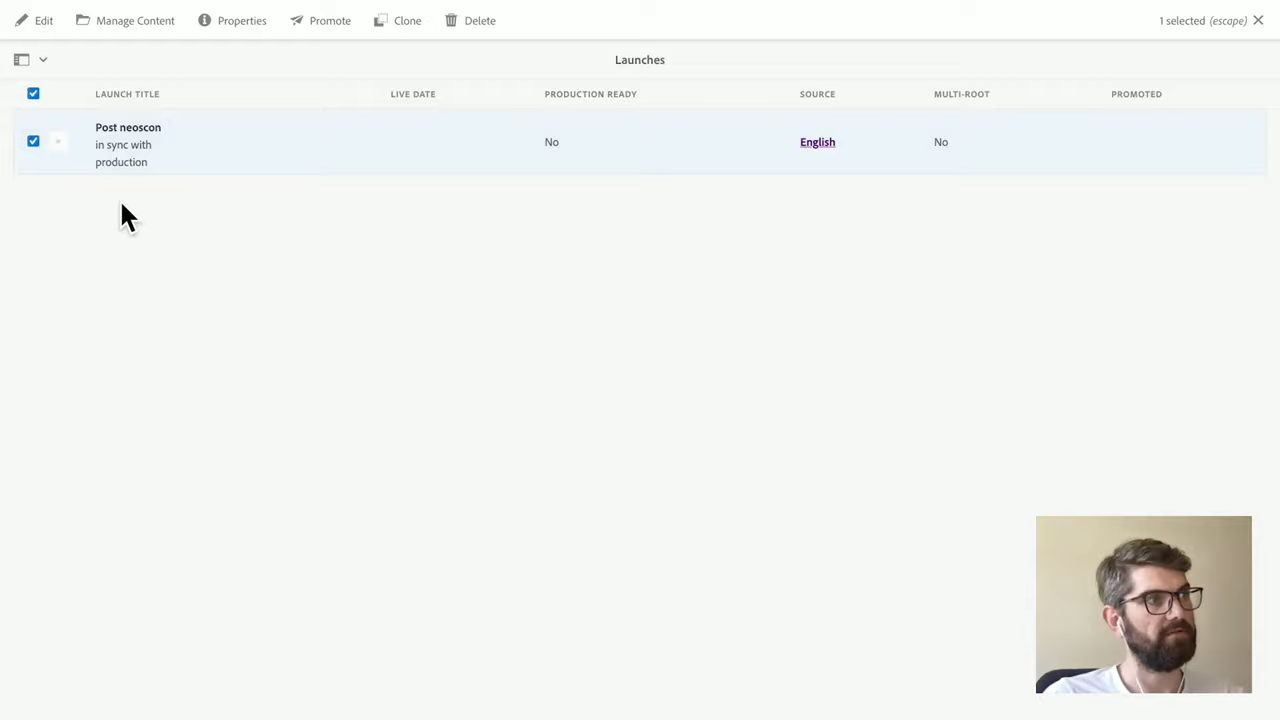 Edit Manage Content Properties Promote Clone Delete 1 selected (escape)
Launches
LAUNCH TITLE LIVE DATE PRODUCTION READY SOURCE MULTI-ROOT PROMOTED
Post neoscon
in sync with
production
No English No